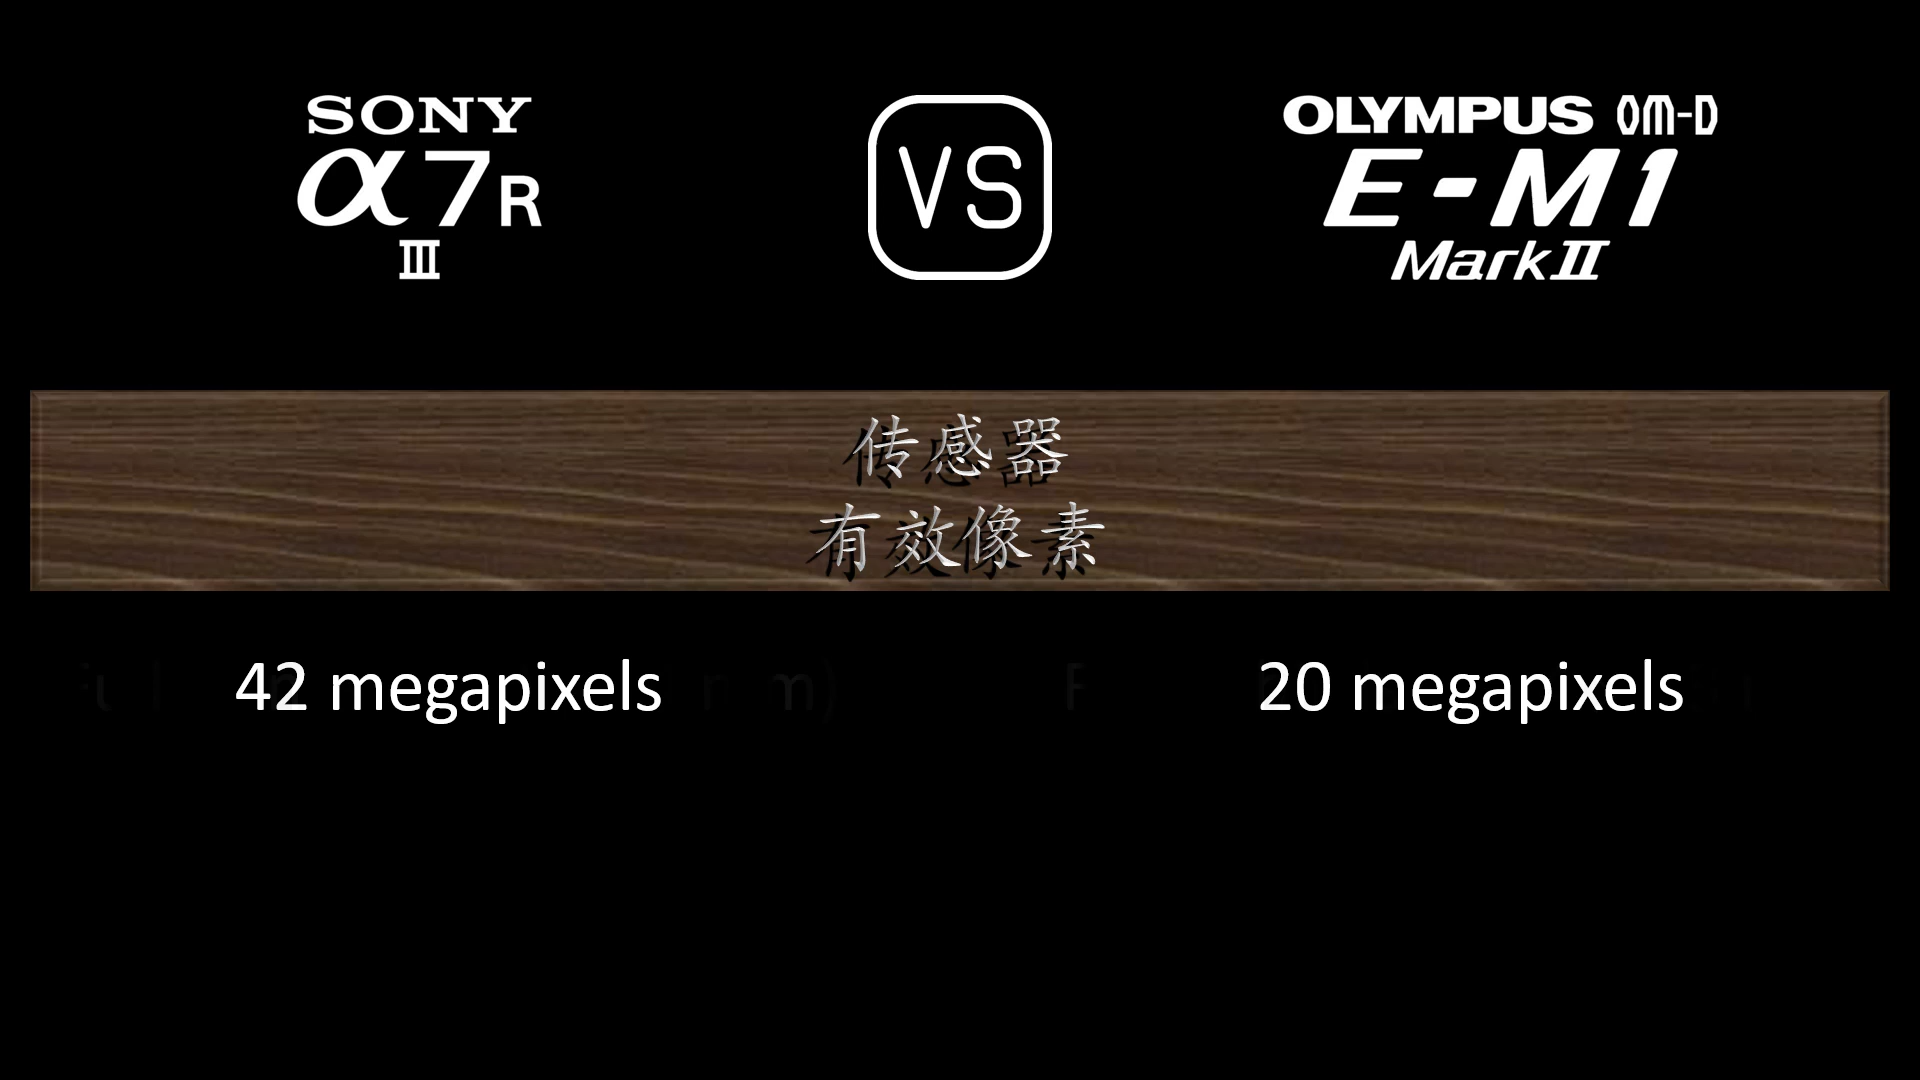 SONY
α7R
III
VS
OLYMPUS OM-D
E-M1
Mark II
传感器
有效像素
42 megapixels
20 megapixels